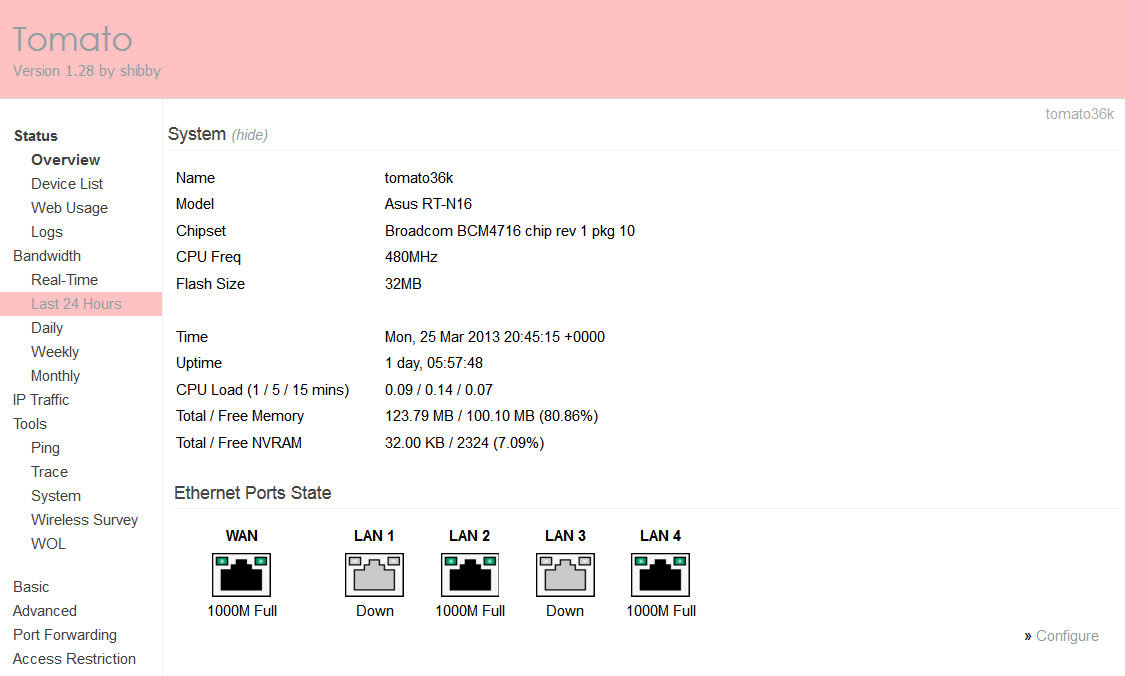 Tomato
Version 1.28 by shibby
tomato36k
Status
Overview
Device List
Web Usage
Logs
Bandwidth
Real-Time
Last 24 Hours
Daily
Weekly
Monthly
IP Traffic
Tools
Ping
Trace
System
Wireless Survey
WOL
Basic
Advanced
Port Forwarding
Access Restriction
System (hide)
Name tomato36k
Model Asus RT-N16
Chipset Broadcom BCM4716 chip rev 1 pkg 10
CPU Freq 480MHz
Flash Size 32MB
Time Mon, 25 Mar 2013 20:45:15 +0000
Uptime 1 day, 05:57:48
CPU Load (1 / 5 / 15 mins) 0.09 / 0.14 / 0.07
Total / Free Memory 123.79 MB / 100.10 MB (80.86%)
Total / Free NVRAM 32.00 KB / 2324 (7.09%)
Ethernet Ports State
WAN LAN 1 LAN 2 LAN 3 LAN 4
1000M Full Down 1000M Full Down 1000M Full
» Configure